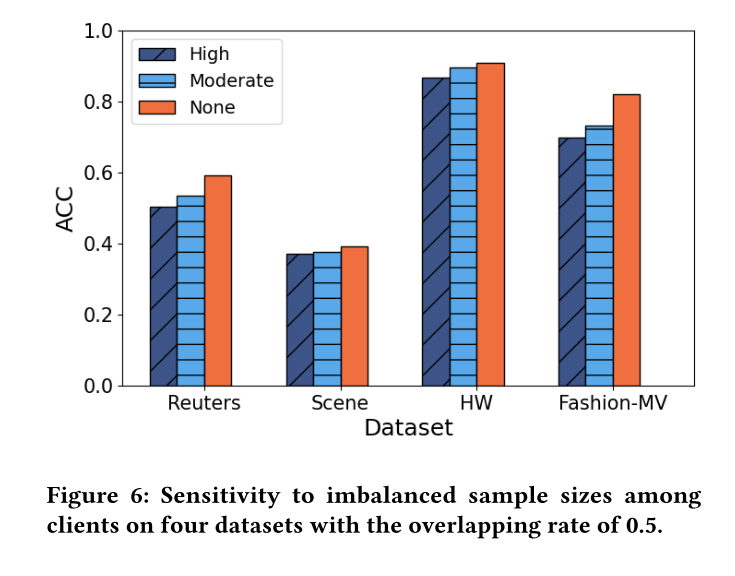 1.0
0.8
0.6
0.4
0.2
0.0
ACC
High
Moderate
None
Reuters Scene HW Fashion-MV
Dataset
Figure 6: Sensitivity to imbalanced sample sizes among
clients on four datasets with the overlapping rate of 0.5.